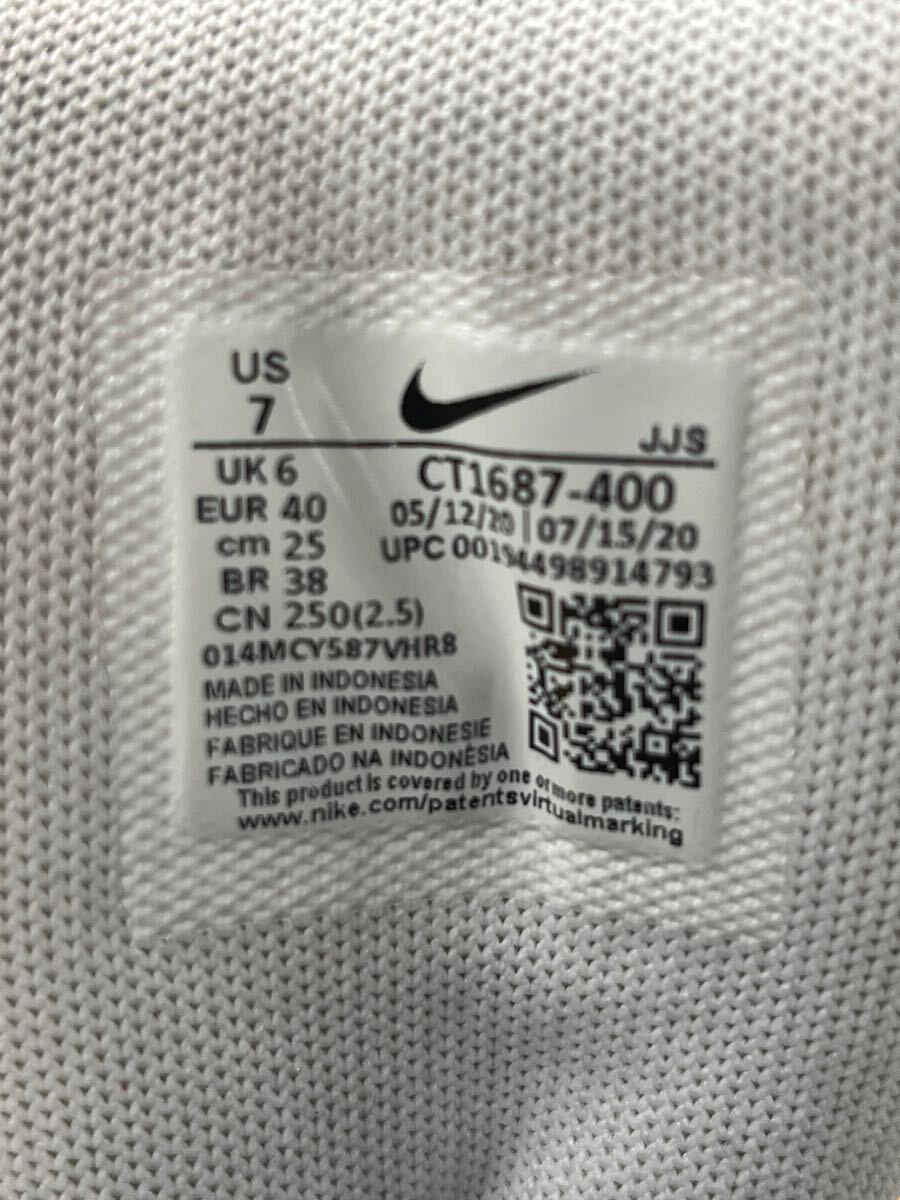 US
7
JJS
UK 6
EUR 40
cm 25
BR 38
CN 250(2.5)
CT1687-400
05/12/20 | 07/15/20
UPC 00194498914793
014MCY587VHR8
MADE IN INDONESIA
HECHO EN INDONESIA
FABRIQUE EN INDONESIE
FABRICADO NA INDONÈSIA
This product is covered by one or more patents:
www.nike.com/patentsvirtualmarking